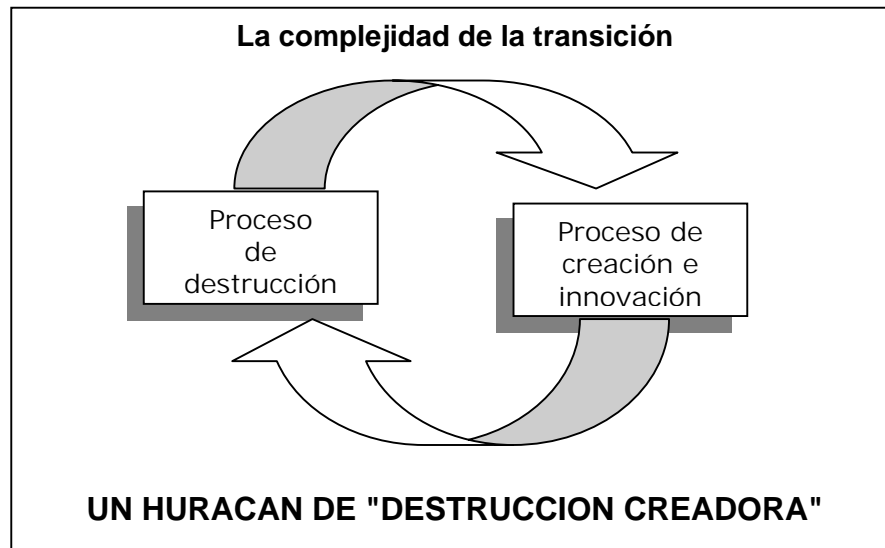 La complejidad de la transición
Proceso
de
destrucción
Proceso de
creación e
innovación
UN HURACAN DE "DESTRUCCION CREADORA"